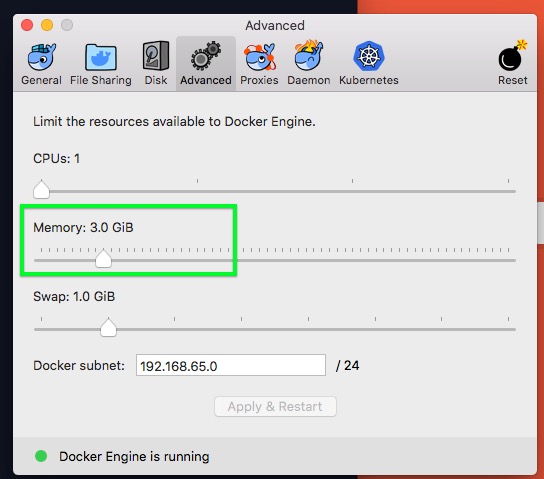 Advanced
General File Sharing Disk Advanced Proxies Daemon Kubernetes Reset
Limit the resources available to Docker Engine.
CPUs: 1
Memory: 3.0 GiB
Swap: 1.0 GiB
Docker subnet: 192.168.65.0 / 24
Apply & Restart
Docker Engine is running